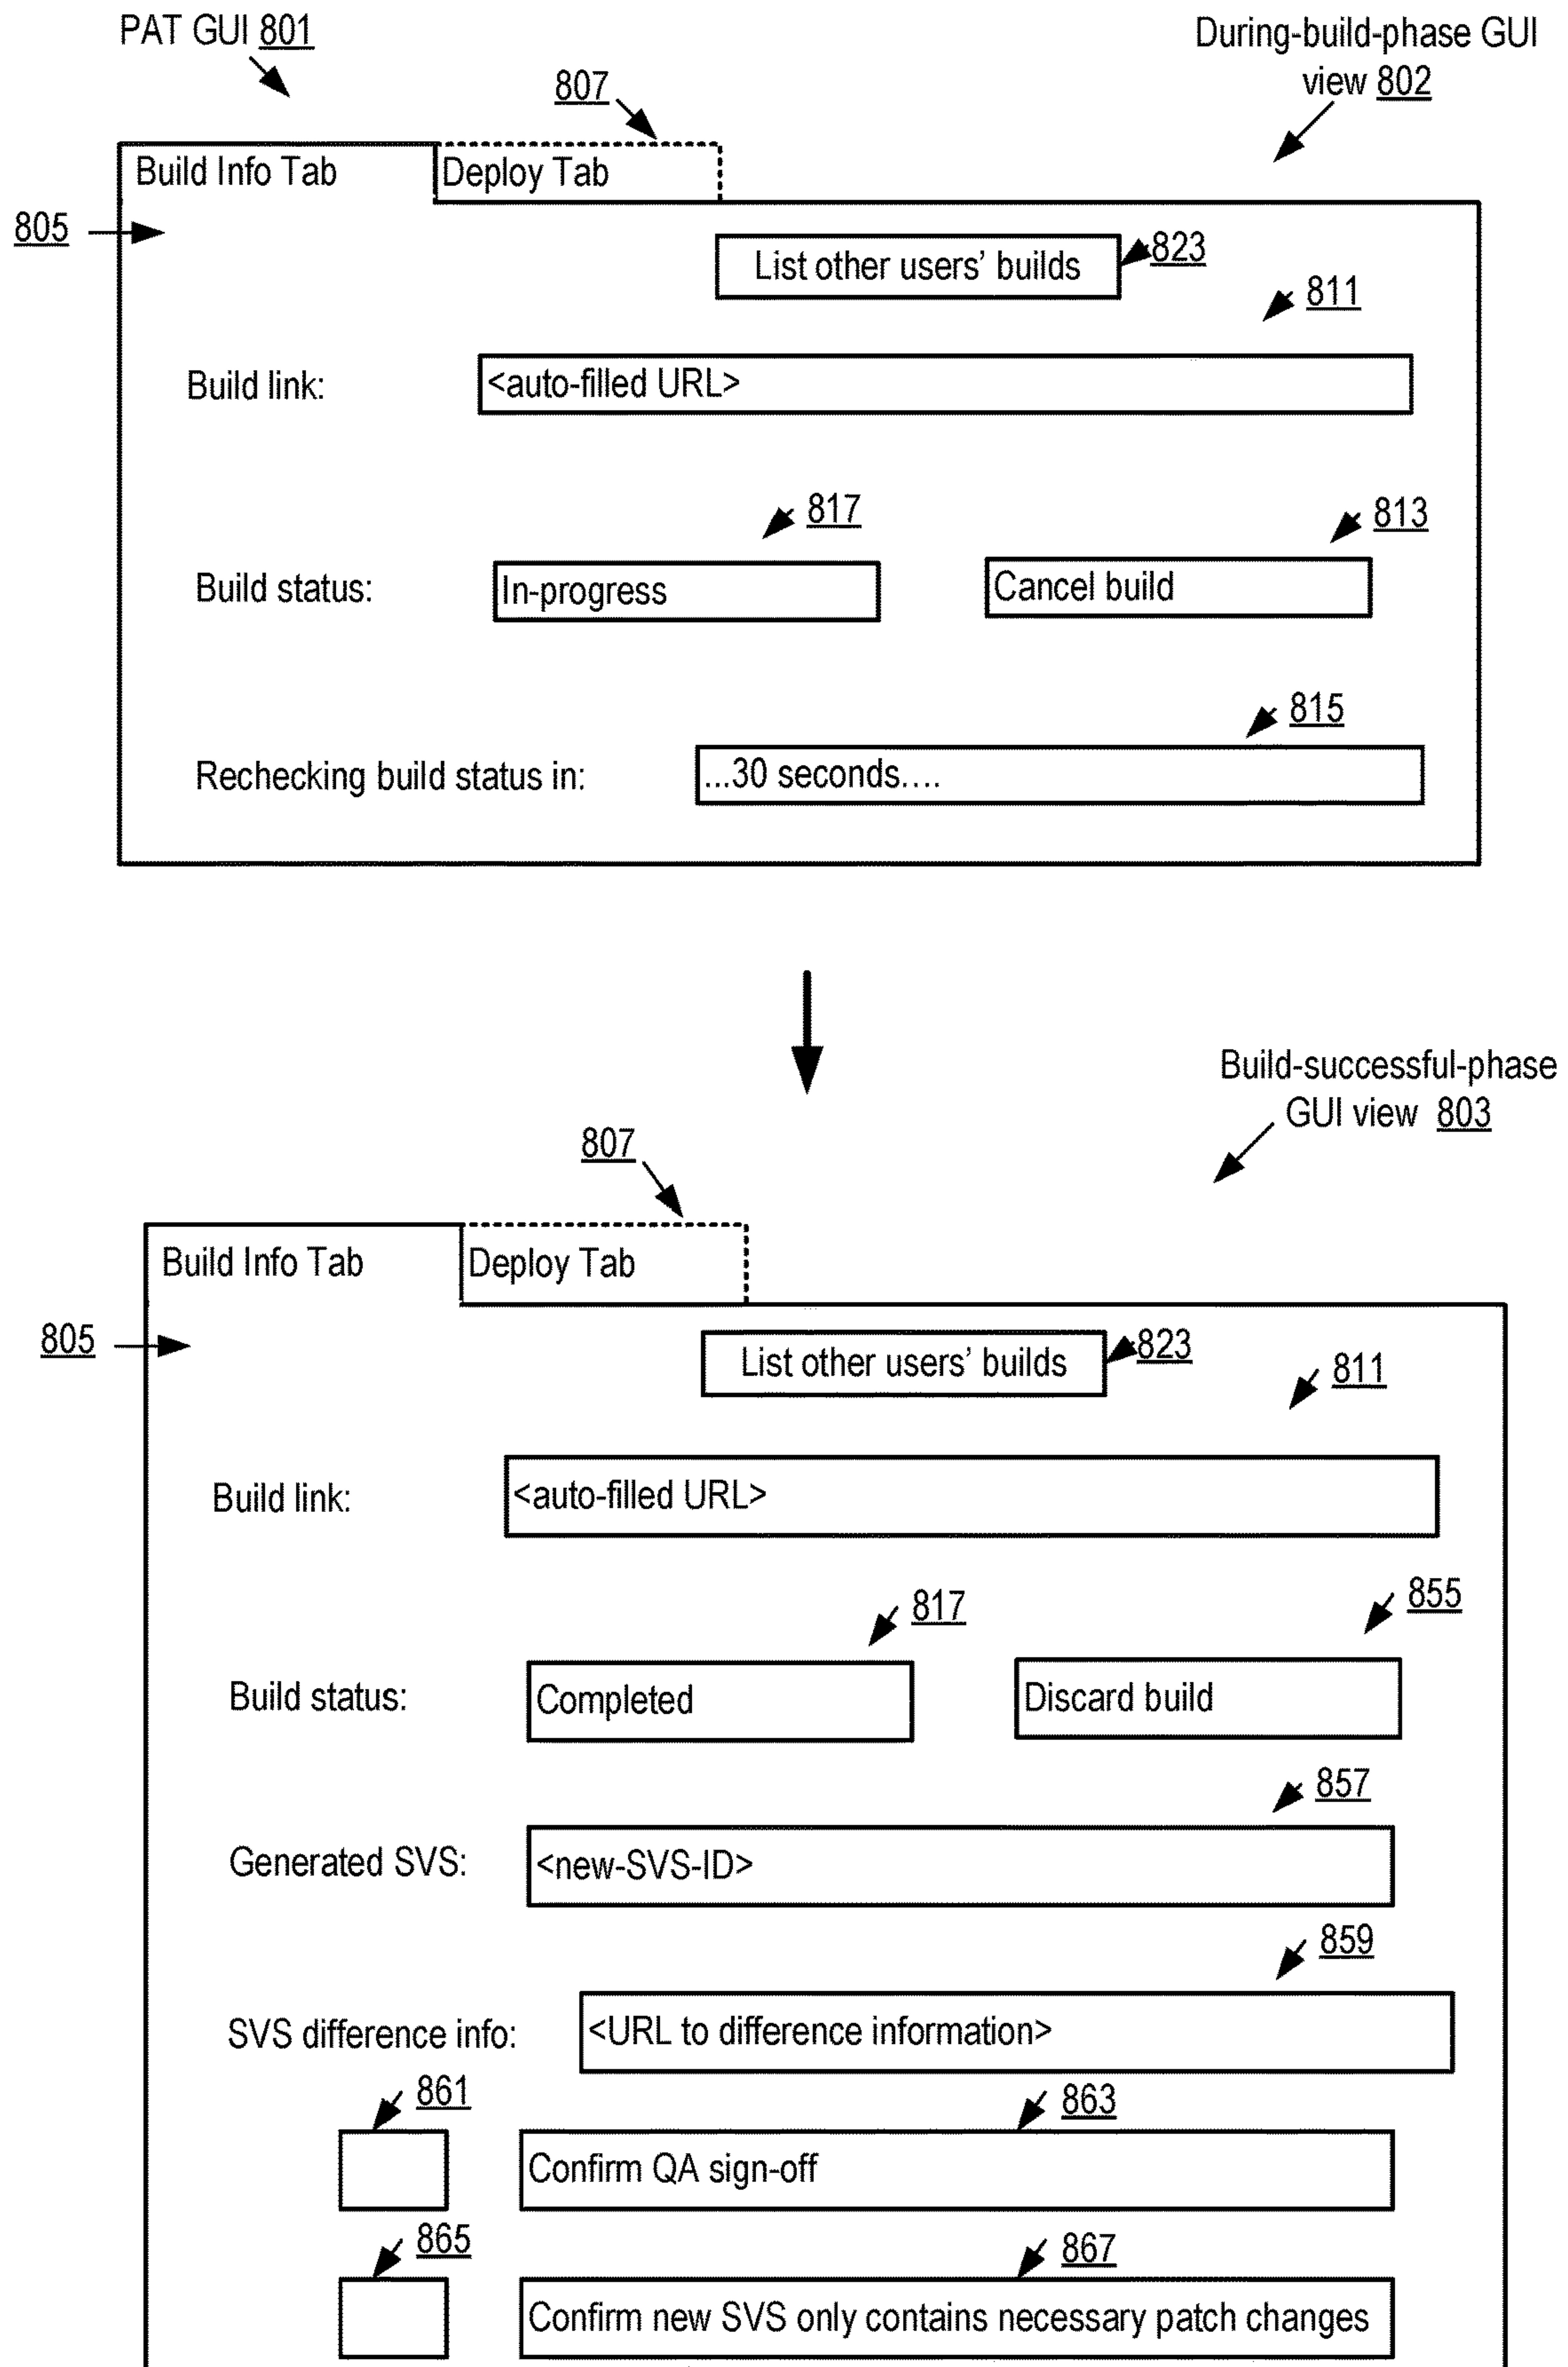 PAT GUI 801
During-build-phase GUI
view 802
807
Build Info Tab
Deploy Tab
805
List other users’ builds
823
811
Build link:
<auto-filled URL>
817
813
Build status:
In-progress
Cancel build
815
Rechecking build status in:
...30 seconds....
Build-successful-phase
GUI view 803
807
Build Info Tab
Deploy Tab
805
List other users’ builds
823
811
Build link:
<auto-filled URL>
817
855
Build status:
Completed
Discard build
857
Generated SVS:
<new-SVS-ID>
859
SVS difference info:
<URL to difference information>
861
863
Confirm QA sign-off
865
867
Confirm new SVS only contains necessary patch changes